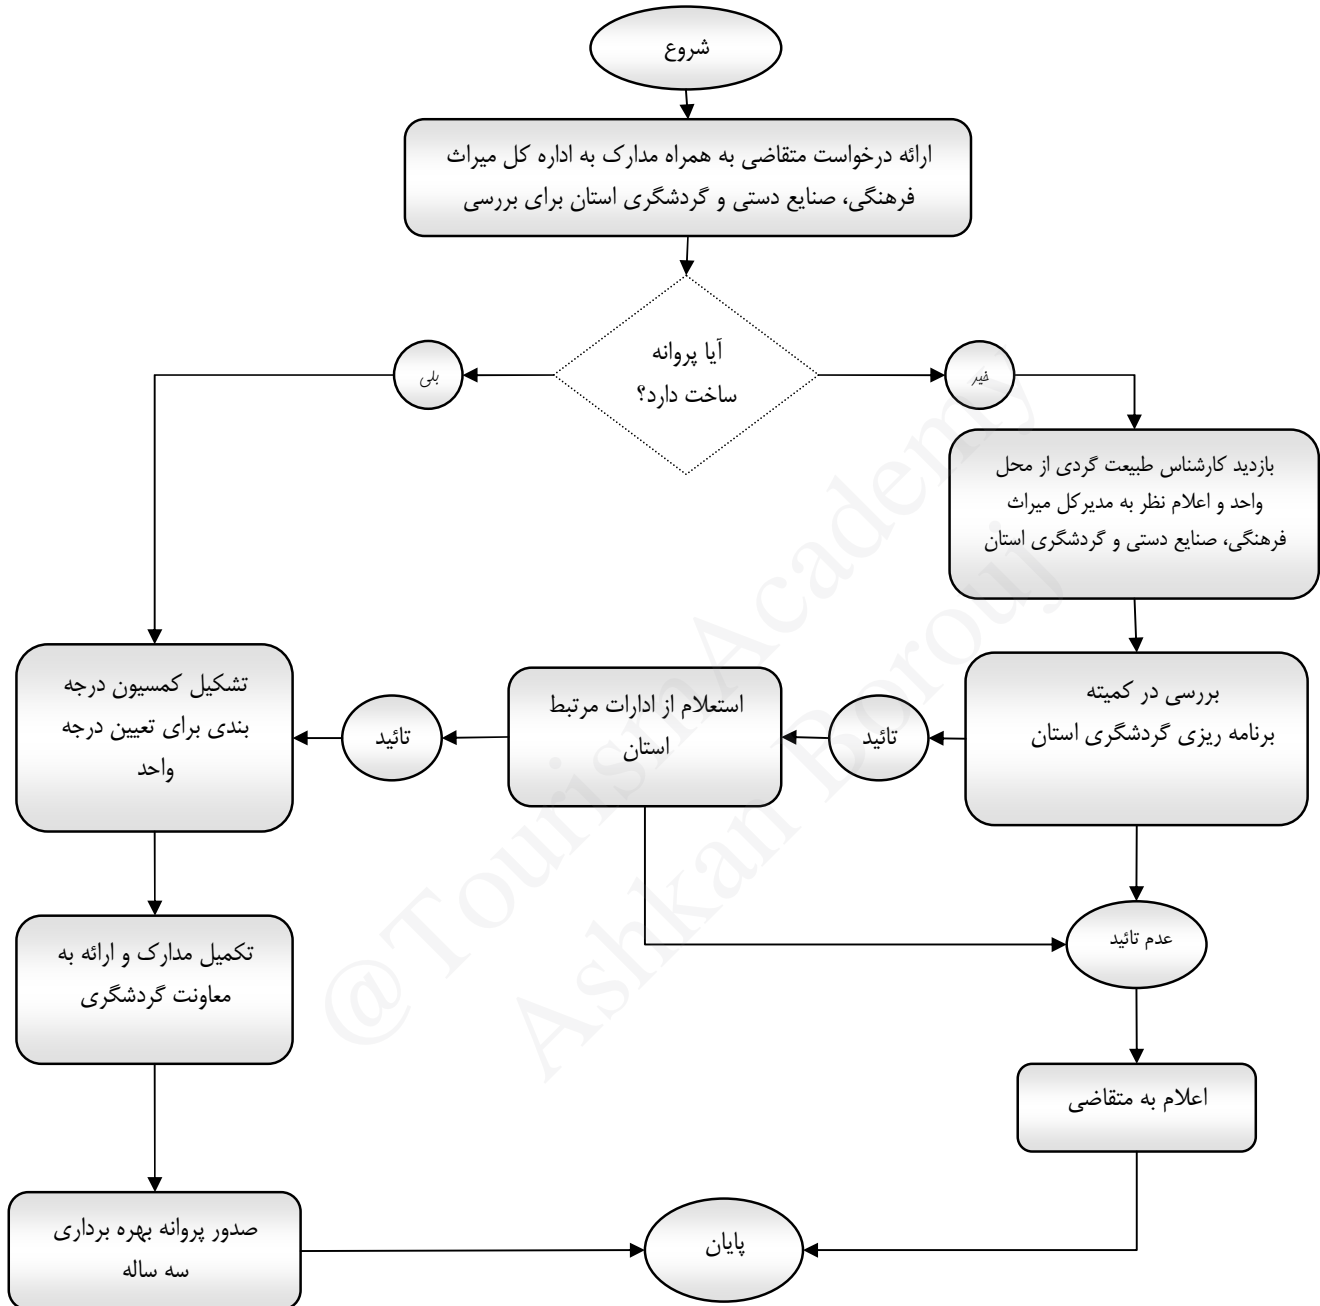 شروع
ارائه درخواست متقاضی به همراه مدارک به اداره کل میراث
فرهنگی، صنایع دستی و گردشگری استان برای بررسی
آیا پروانه
ساخت دارد؟
خیر
بلی
بازدید کارشناس طبیعت گردی از محل
واحد و اعلام نظر به مدیرکل میراث
فرهنگی، صنایع دستی و گردشگری استان
بررسی در کمیته
برنامه ریزی گردشگری استان
تائید
استعلام از ادارات مرتبط
استان
تائید
تشکیل کمسیون درجه
بندی برای تعیین درجه
واحد
عدم تائید
تکمیل مدارک و ارائه به
معاونت گردشگری
اعلام به متقاضی
صدور پروانه بهره برداری
سه ساله
پایان
@TourismAcademy
Ashkan Borouj